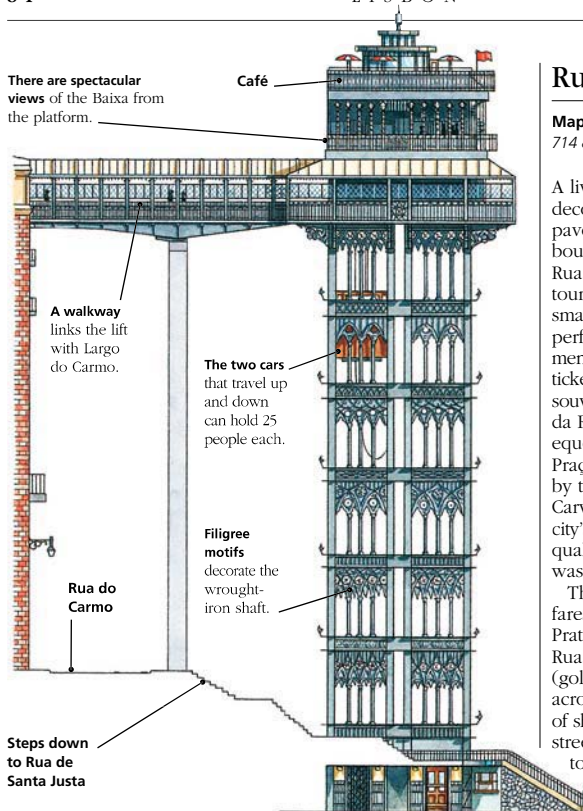 L I S B O N
There are spectacular
views of the Baixa from
the platform.
Café
A walkway
links the lift
with Largo
do Carmo.
The two cars
that travel up
and down
can hold 25
people each.
Filigree
motifs
decorate the
wrought-
iron shaft.
Rua do
Carmo
Steps down
to Rua de
Santa Justa
Ru
Map
714
A liv
deco
pave
bou
Rua
tour
sma
perf
men
ticke
souv
da
equ
Praç
by t
Carv
city'
qua
was
Th
fares
Prat
Rua
(gol
acro
of sh
stree
to